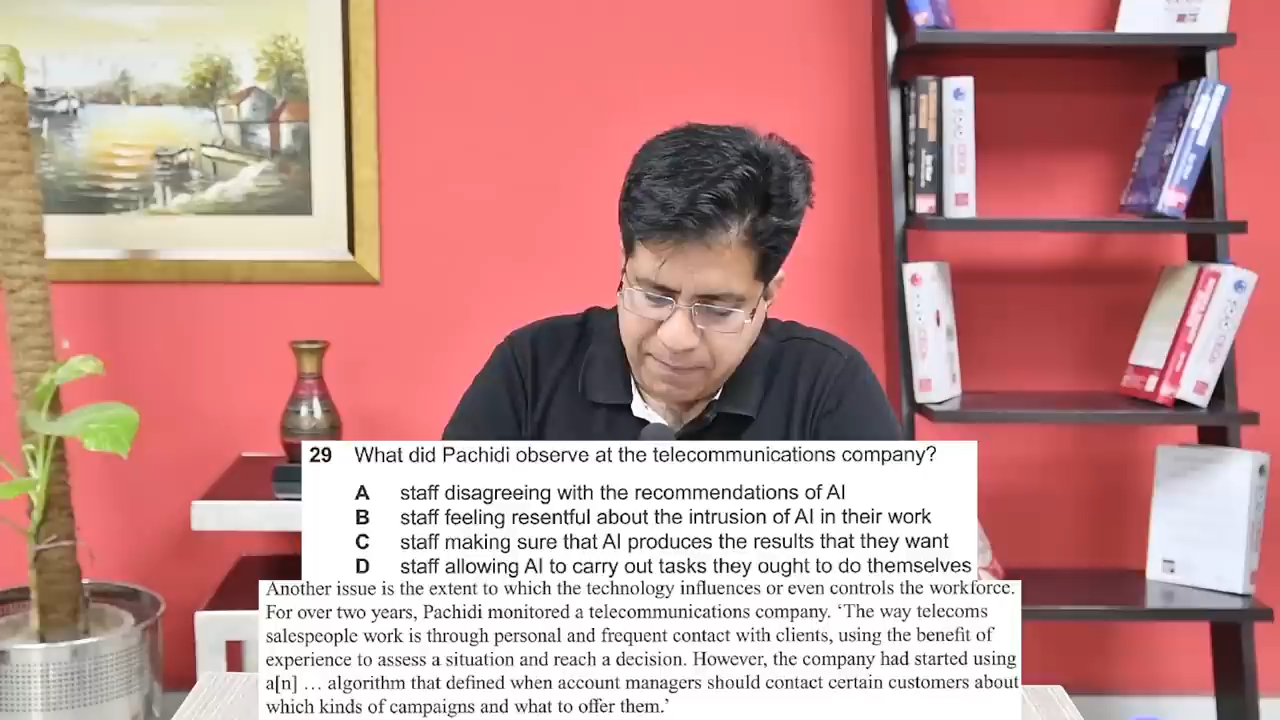 29 What did Pachidi observe at the telecommunications company?
A staff disagreeing with the recommendations of AI
B staff feeling resentful about the intrusion of AI in their work
C staff making sure that AI produces the results that they want
D staff allowing AI to carry out tasks they ought to do themselves
Another issue is the extent to which the technology influences or even controls the workforce.
For over two years, Pachidi monitored a telecommunications company. ‘The way telecoms
salespeople work is through personal and frequent contact with clients, using the benefit of
experience to assess a situation and reach a decision. However, the company had started using
a[n] … algorithm that defined when account managers should contact certain customers about
which kinds of campaigns and what to offer them.’